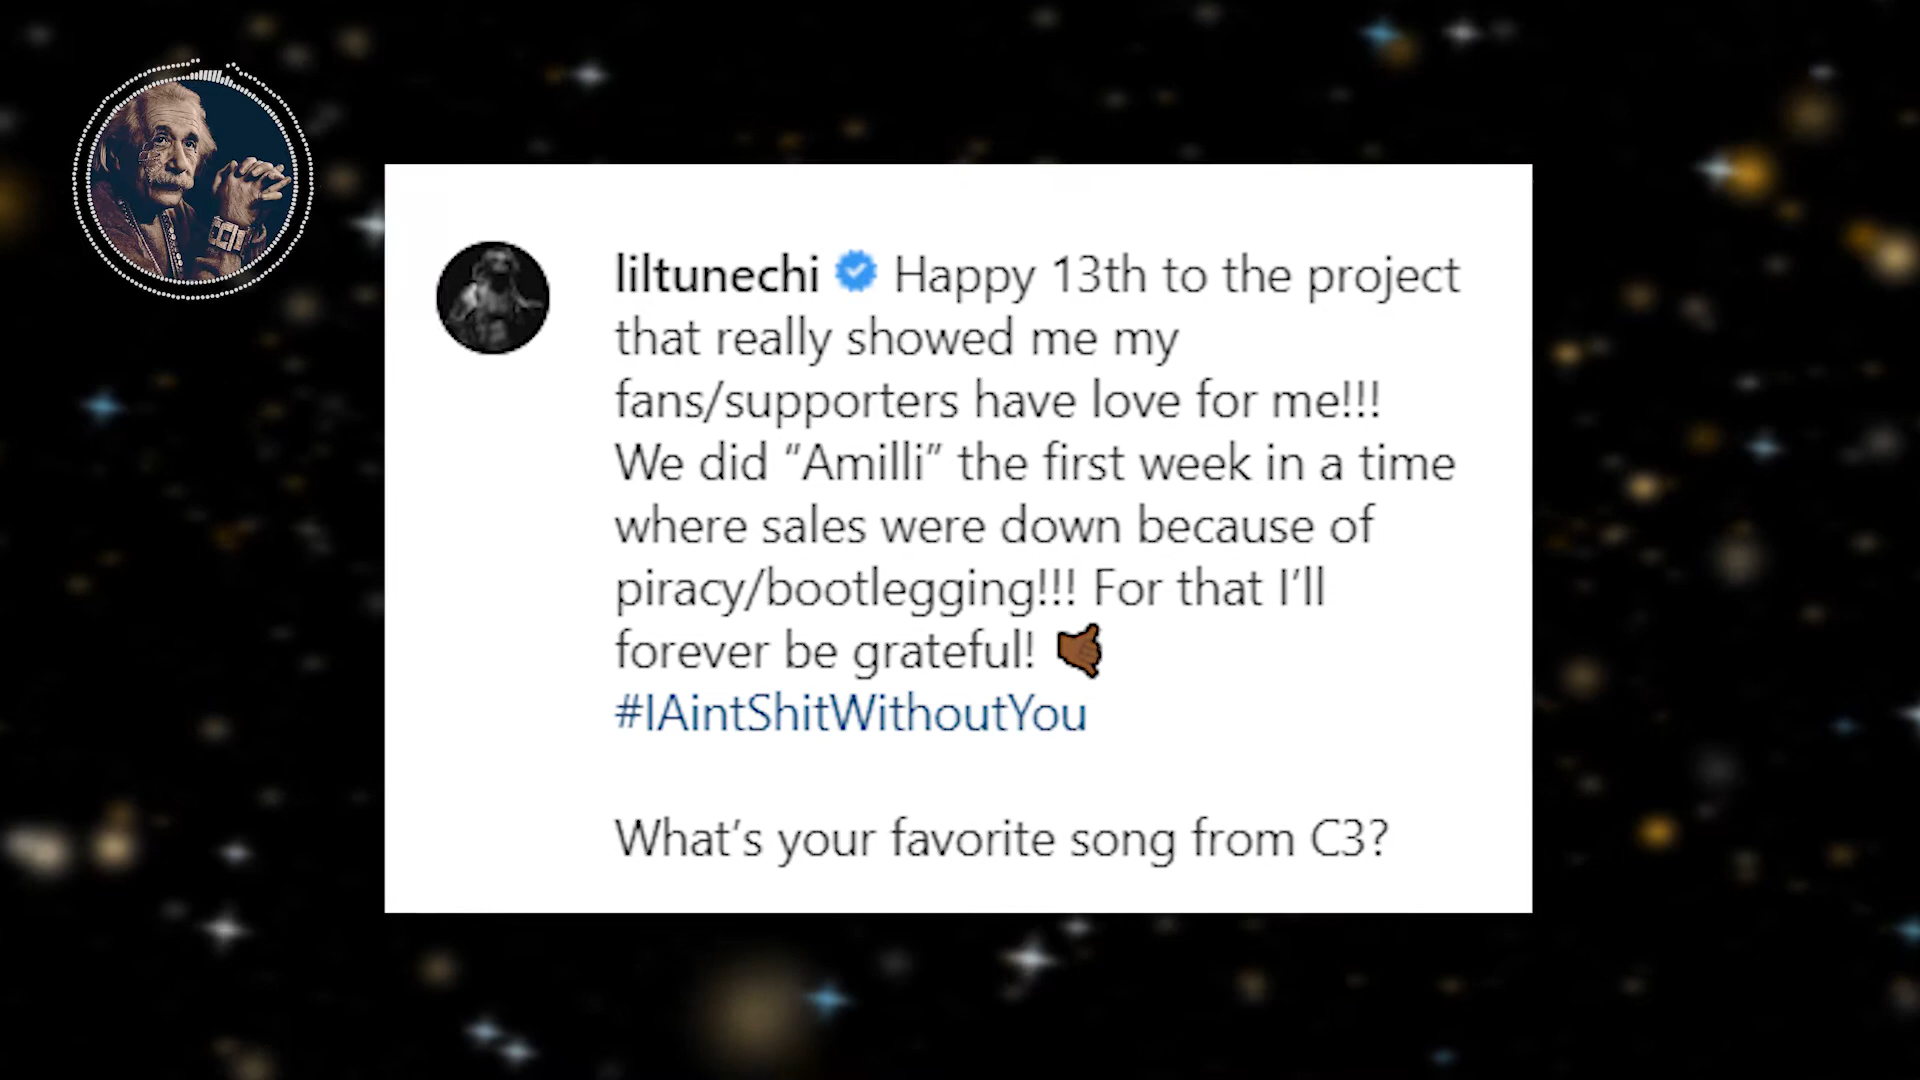 liltunechi Happy 13th to the project
that really showed me my
fans/supporters have love for me!!!
We did “Amilli” the first week in a time
where sales were down because of
piracy/bootlegging!!! For that I’ll
forever be grateful! 🤙🏾
#IAintShitWithoutYou
What’s your favorite song from C3?